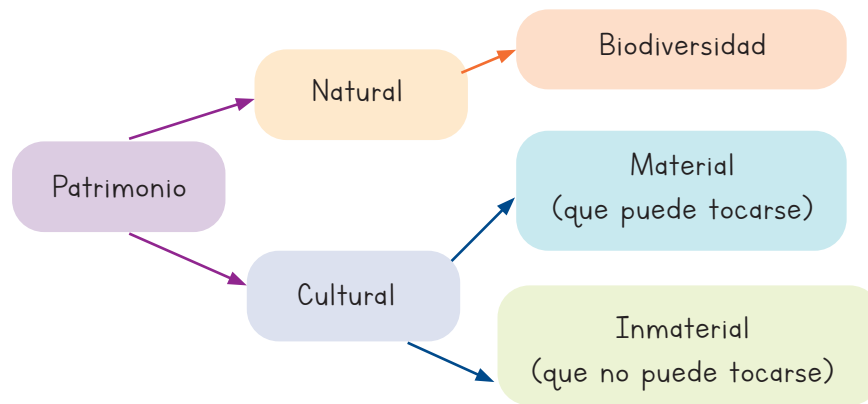 Biodiversidad
Natural
Patrimonio
Material
(que puede tocarse)
Cultural
Inmaterial
(que no puede tocarse)